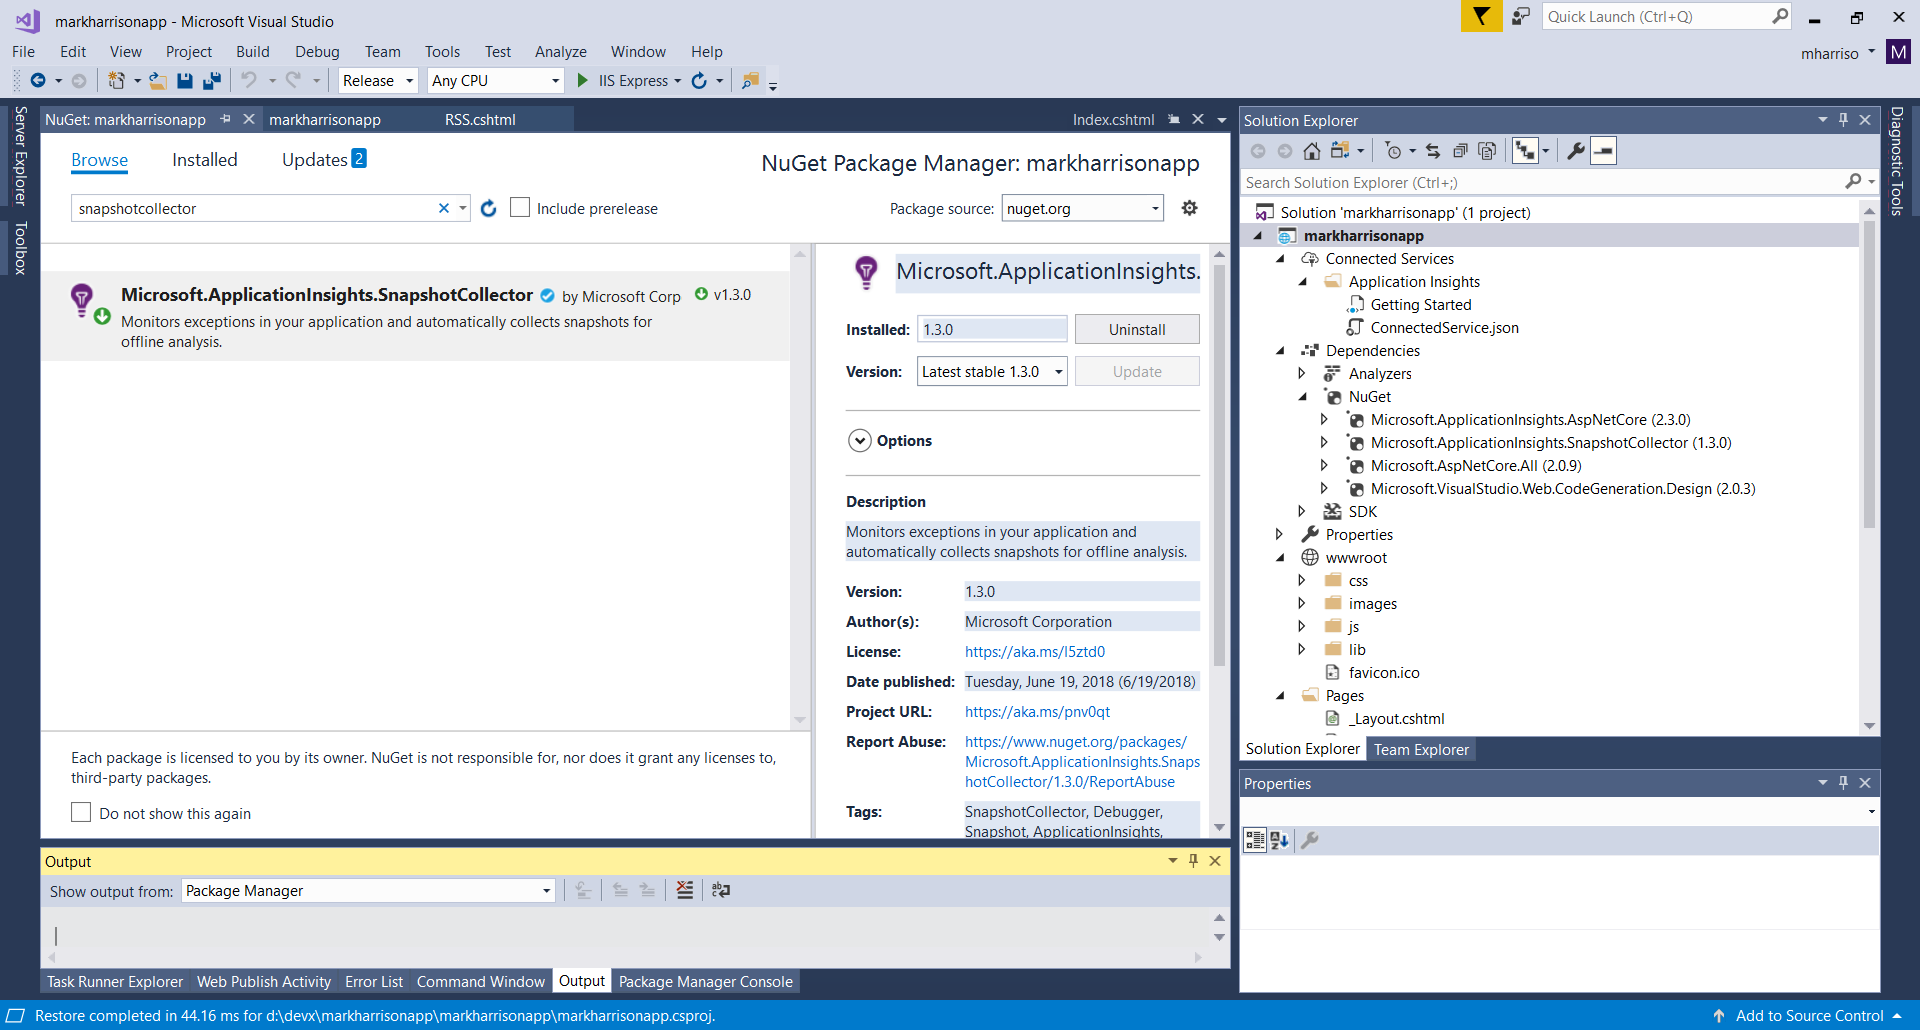 markharrisonapp - Microsoft Visual Studio
Quick Launch (Ctrl+Q)
File Edit View Project Build Debug Team Tools Test Analyze Window Help
mharriso M
Release Any CPU IIS Express
Server Explorer
Toolbox
NuGet: markharrisonapp markharrisonapp RSS.cshtml Index.cshtml
Browse Installed Updates 2
NuGet Package Manager: markharrisonapp
snapshotcollector
Include prerelease
Package source: nuget.org
Microsoft.ApplicationInsights.SnapshotCollector by Microsoft Corp v1.3.0
Monitors exceptions in your application and automatically collects snapshots for
offline analysis.
Each package is licensed to you by its owner. NuGet is not responsible for, nor does it grant any licenses to,
third-party packages.
Do not show this again
Microsoft.ApplicationInsights.
Installed: 1.3.0 Uninstall
Version: Latest stable 1.3.0 Update
Options
Description
Monitors exceptions in your application and
automatically collects snapshots for offline analysis.
Version: 1.3.0
Author(s): Microsoft Corporation
License: https://aka.ms/l5ztd0
Date published: Tuesday, June 19, 2018 (6/19/2018)
Project URL: https://aka.ms/pnv0qt
Report Abuse: https://www.nuget.org/packages/
Microsoft.ApplicationInsights.Snaps
hotCollector/1.3.0/ReportAbuse
Tags: SnapshotCollector, Debugger,
Snapshot, ApplicationInsights,
Output
Show output from: Package Manager
Task Runner Explorer Web Publish Activity Error List Command Window Output Package Manager Console
Solution Explorer
Search Solution Explorer (Ctrl+;)
Solution 'markharrisonapp' (1 project)
markharrisonapp
Connected Services
Application Insights
Getting Started
ConnectedService.json
Dependencies
Analyzers
NuGet
Microsoft.ApplicationInsights.AspNetCore (2.3.0)
Microsoft.ApplicationInsights.SnapshotCollector (1.3.0)
Microsoft.AspNetCore.All (2.0.9)
Microsoft.VisualStudio.Web.CodeGeneration.Design (2.0.3)
SDK
Properties
wwwroot
css
images
js
lib
favicon.ico
Pages
_Layout.cshtml
Solution Explorer Team Explorer
Properties
Diagnostic Tools
Restore completed in 44.16 ms for d:\devx\markharrisonapp\markharrisonapp\markharrisonapp.csproj.
Add to Source Control